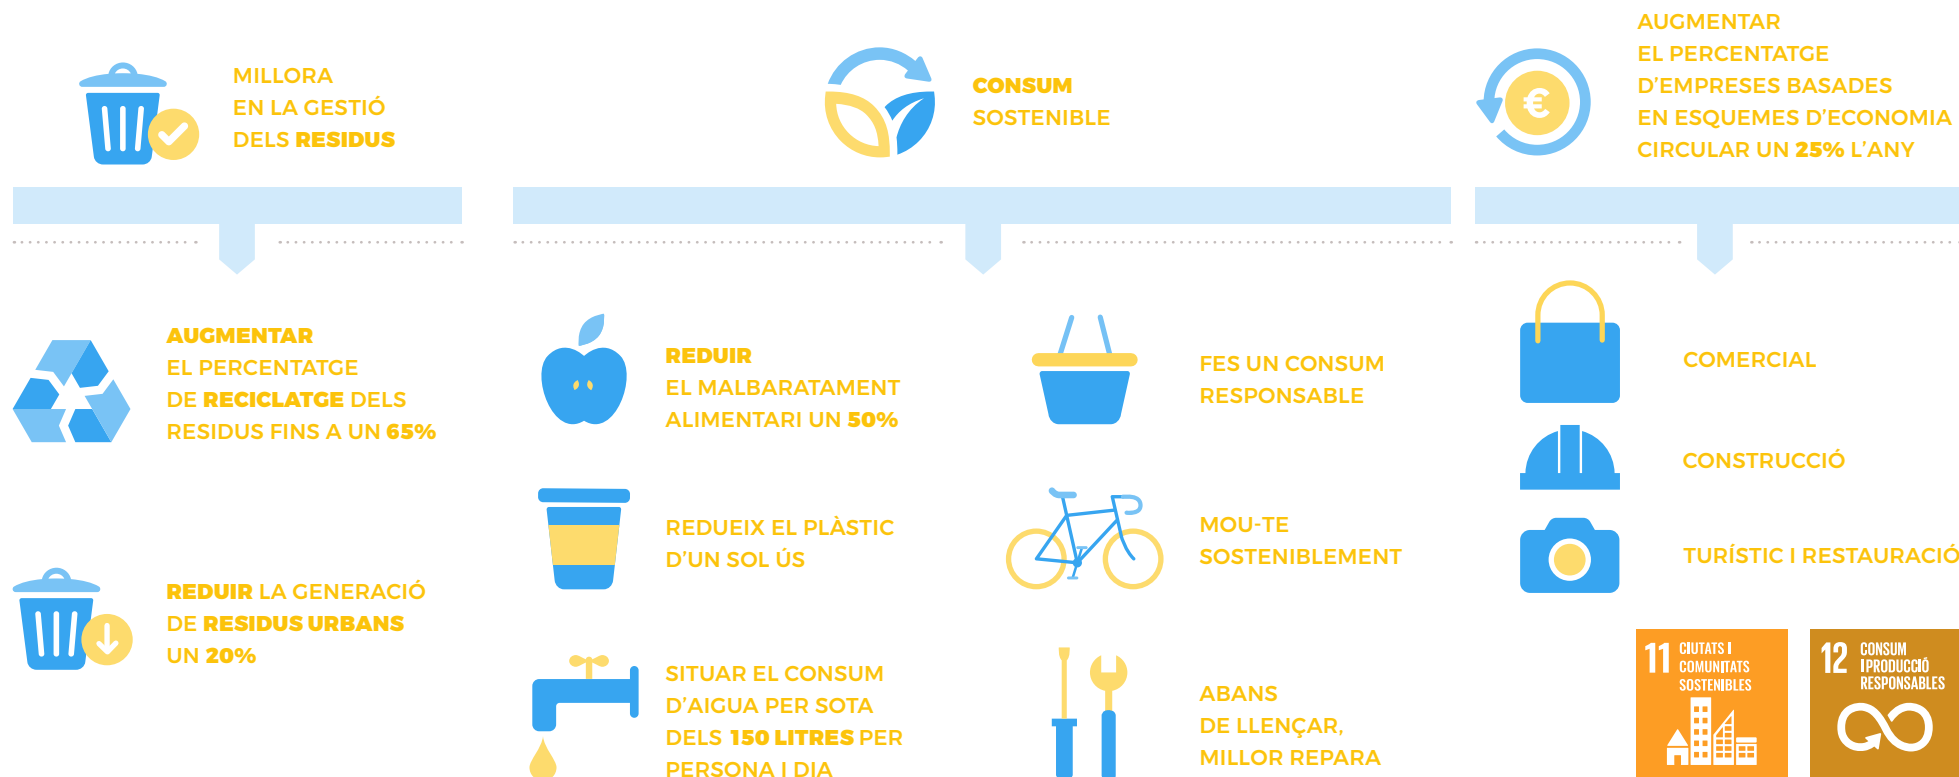 MILLORA
EN LA GESTIÓ
DELS RESIDUS
CONSUM
SOSTENIBLE
AUGMENTAR
EL PERCENTATGE
D'EMPRESES BASADES
EN ESQUEMES D'ECONOMIA
CIRCULAR UN 25% L'ANY
€
AUGMENTAR
EL PERCENTATGE
DE RECICLATGE DELS
RESIDUS FINS A UN 65%
REDUIR LA GENERACIÓ
DE RESIDUS URBANS
UN 20%
REDUIR
EL MALBARATAMENT
ALIMENTARI UN 50%
REDUEIX EL PLÀSTIC
D'UN SOL ÚS
SITUAR EL CONSUM
D'AIGUA PER SOTA
DELS 150 LITRES PER
PERSONA I DIA
FES UN CONSUM
RESPONSABLE
MOU-TE
SOSTENIBLEMENT
ABANS
DE LLENÇAR,
MILLOR REPARA
COMERCIAL
CONSTRUCCIÓ
TURÍSTIC I RESTAURACIÓ
11 CIUTATS I
COMUNITATS
SOSTENIBLES
12 CONSUM
I PRODUCCIÓ
RESPONSABLES